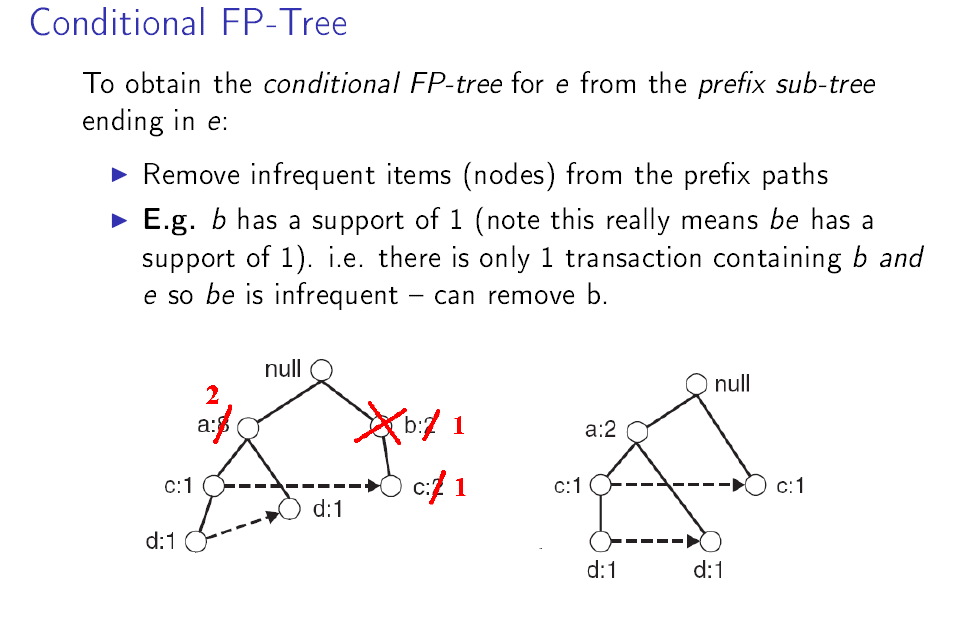 Conditional FP-Tree
To obtain the conditional FP-tree for e from the prefix sub-tree
ending in e:
► Remove infrequent items (nodes) from the prefix paths
► E.g. b has a support of 1 (note this really means be has a
support of 1). i.e. there is only 1 transaction containing b and
e so be is infrequent – can remove b.
null
2
a:8
b:2 1
c:1
c:2 1
d:1
d:1
null
a:2
c:1
c:1
d:1
d:1